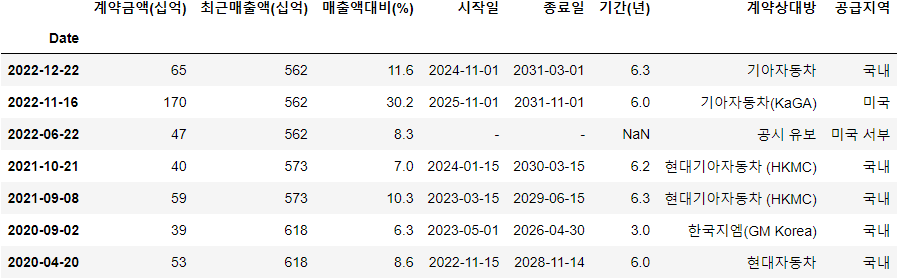 계약금액(십억) 최근매출액(십억) 매출액대비(%) 시작일 종료일 기간(년) 계약상대방 공급지역
Date
2022-12-22 65 562 11.6 2024-11-01 2031-03-01 6.3 기아자동차 국내
2022-11-16 170 562 30.2 2025-11-01 2031-11-01 6.0 기아자동차(KaGA) 미국
2022-06-22 47 562 8.3 - - NaN 공시 유보 미국 서부
2021-10-21 40 573 7.0 2024-01-15 2030-03-15 6.2 현대기아자동차 (HKMC) 국내
2021-09-08 59 573 10.3 2023-03-15 2029-06-15 6.3 현대기아자동차 (HKMC) 국내
2020-09-02 39 618 6.3 2023-05-01 2026-04-30 3.0 한국지엠(GM Korea) 국내
2020-04-20 53 618 8.6 2022-11-15 2028-11-14 6.0 현대자동차 국내